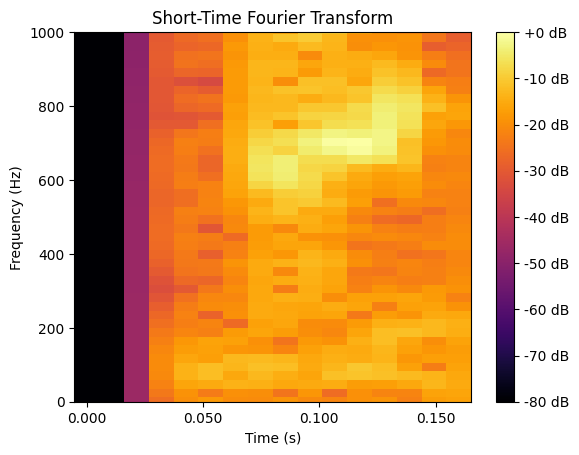 Short-Time Fourier Transform
1000
800
600
400
200
0
Frequency (Hz)
0.000
0.050
0.100
0.150
Time (s)
+0 dB
-10 dB
-20 dB
-30 dB
-40 dB
-50 dB
-60 dB
-70 dB
-80 dB